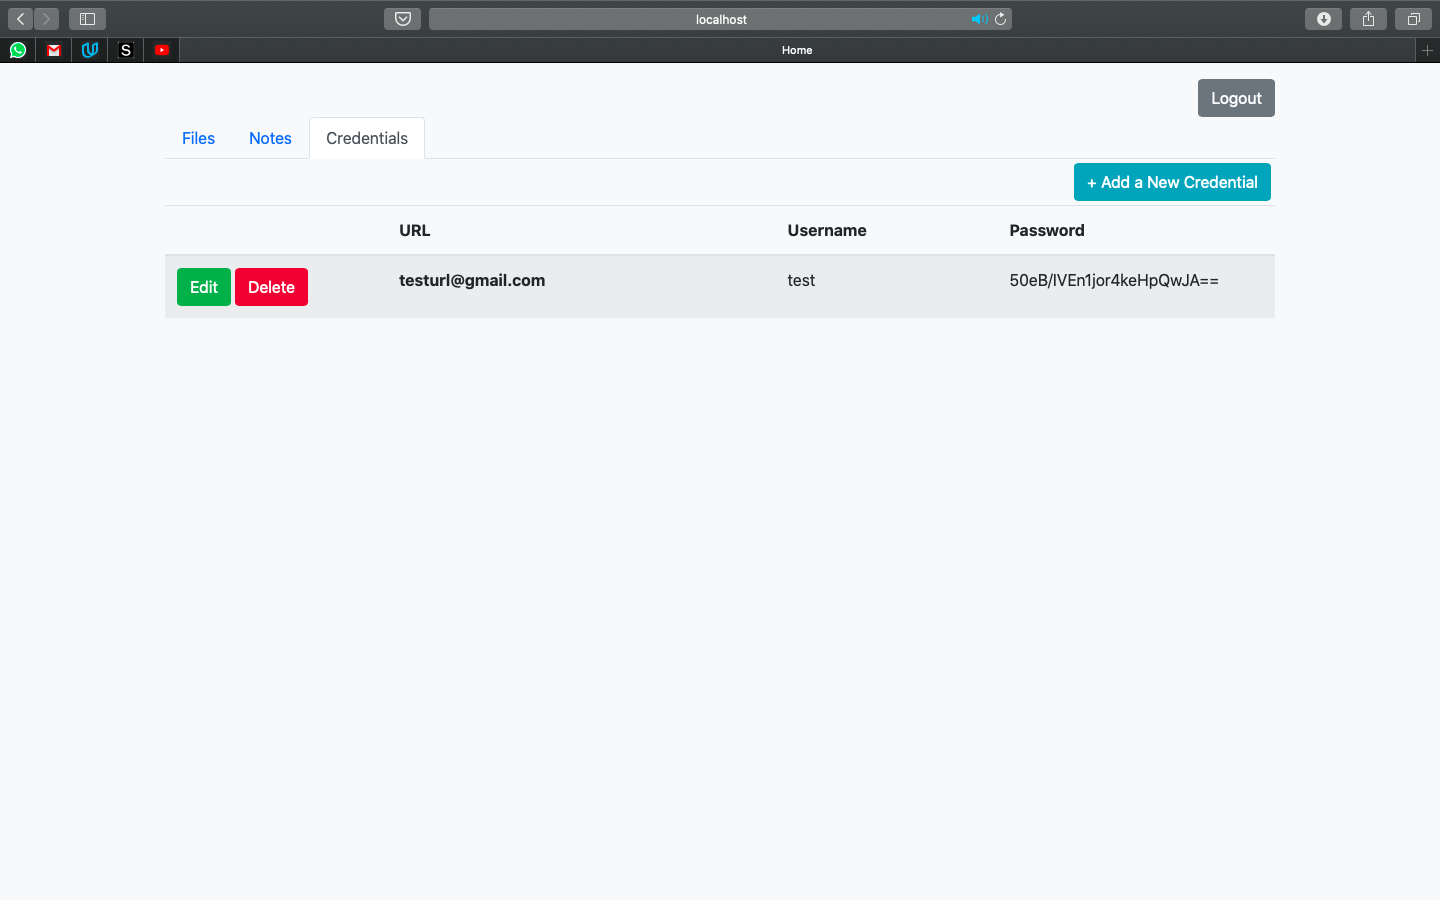 localhost
S
Home
Logout
Files Notes Credentials
+ Add a New Credential
URL Username Password
Edit Delete testurl@gmail.com test 50eB/IVEn1jor4keHpQwJA==